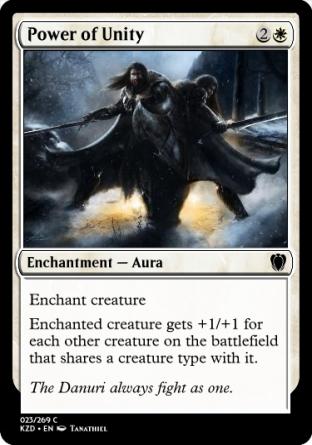 Power of Unity 2
Enchantment — Aura
Enchant creature
Enchanted creature gets +1/+1 for
each other creature on the battlefield
that shares a creature type with it.
The Danuri always fight as one.
023/269 C
KZD • EN Tanathiel